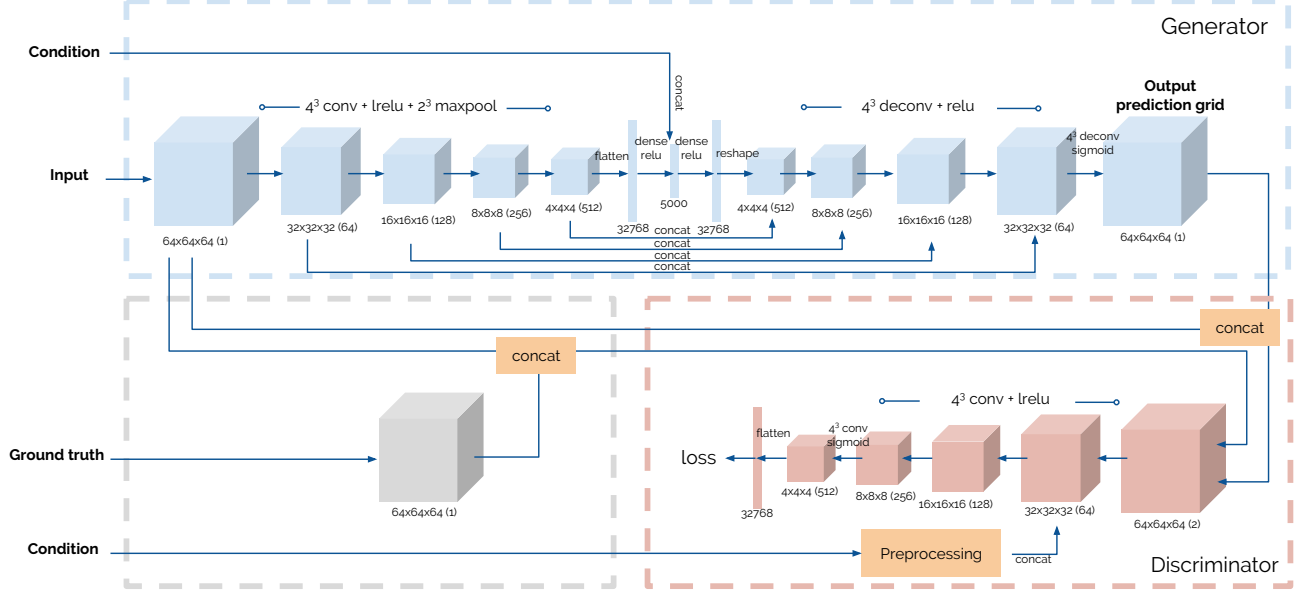 Generator
Condition
concat
4³ conv + lrelu + 2³ maxpool
4³ deconv + relu
Output
prediction grid
Input
flatten
dense
relu
dense
relu
reshape
4³ deconv
sigmoid
64x64x64 (1)
32x32x32 (64)
16x16x16 (128)
8x8x8 (256)
4x4x4 (512)
32768
5000
32768
4x4x4 (512)
8x8x8 (256)
16x16x16 (128)
32x32x32 (64)
64x64x64 (1)
concat
concat
concat
concat
concat
concat
Ground truth
64x64x64 (1)
4³ conv + lrelu
loss
flatten
4³ conv
sigmoid
32768
4x4x4 (512)
8x8x8 (256)
16x16x16 (128)
32x32x32 (64)
64x64x64 (2)
Condition
Preprocessing
concat
Discriminator